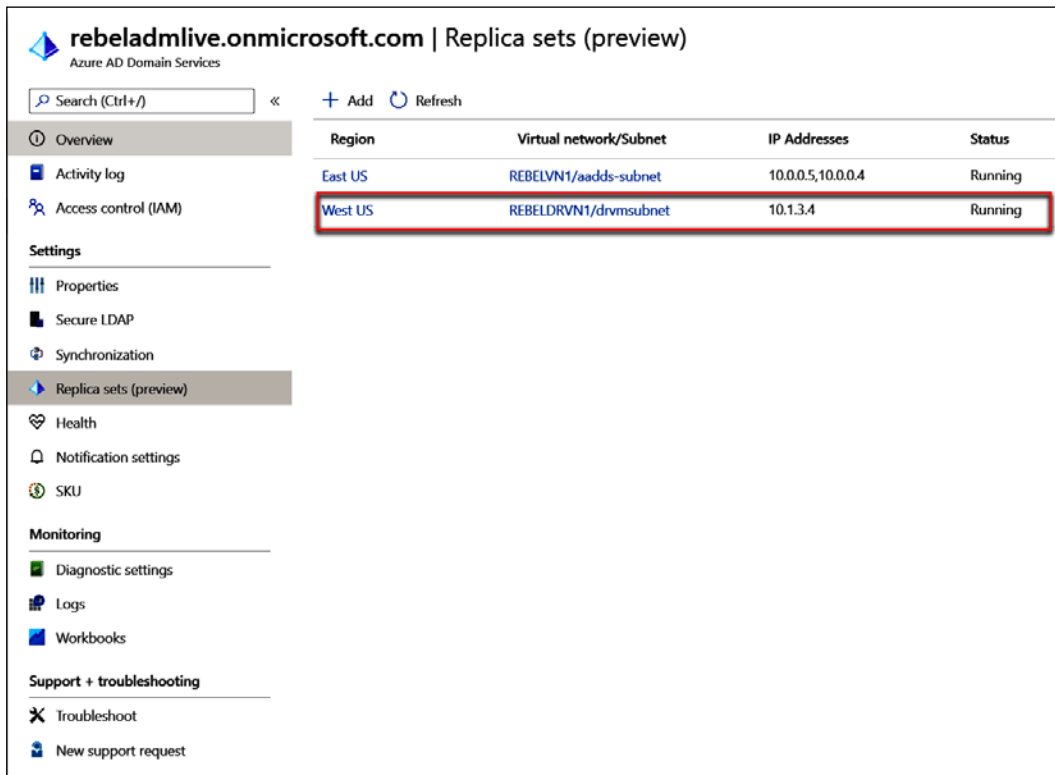 rebeladmlive.onmicrosoft.com | Replica sets (preview)
Azure AD Domain Services
Search (Ctrl+/)
«
Add
Refresh
Overview
Activity log
Access control (IAM)
Settings
Properties
Secure LDAP
Synchronization
Replica sets (preview)
Health
Notification settings
SKU
Monitoring
Diagnostic settings
Logs
Workbooks
Support + troubleshooting
Troubleshoot
New support request
Region Virtual network/Subnet IP Addresses Status
East US REBELVN1/aadds-subnet 10.0.0.5,10.0.0.4 Running
West US REBELDRVN1/drvmsubnet 10.1.3.4 Running